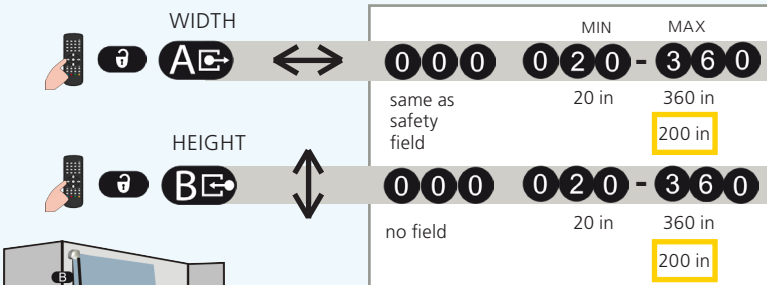 WIDTH
MIN MAX
A 000 020 - 360
same as 20 in 360 in
safety
field 200 in
HEIGHT
B 000 020 - 360
no field 20 in 360 in
200 in
B